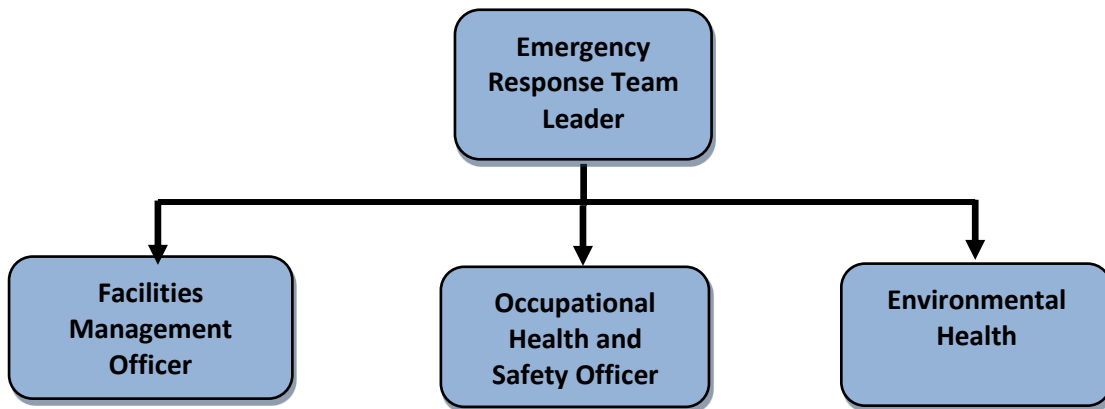 Emergency
Response Team
Leader
Facilities
Management
Officer
Occupational
Health and
Safety Officer
Environmental
Health